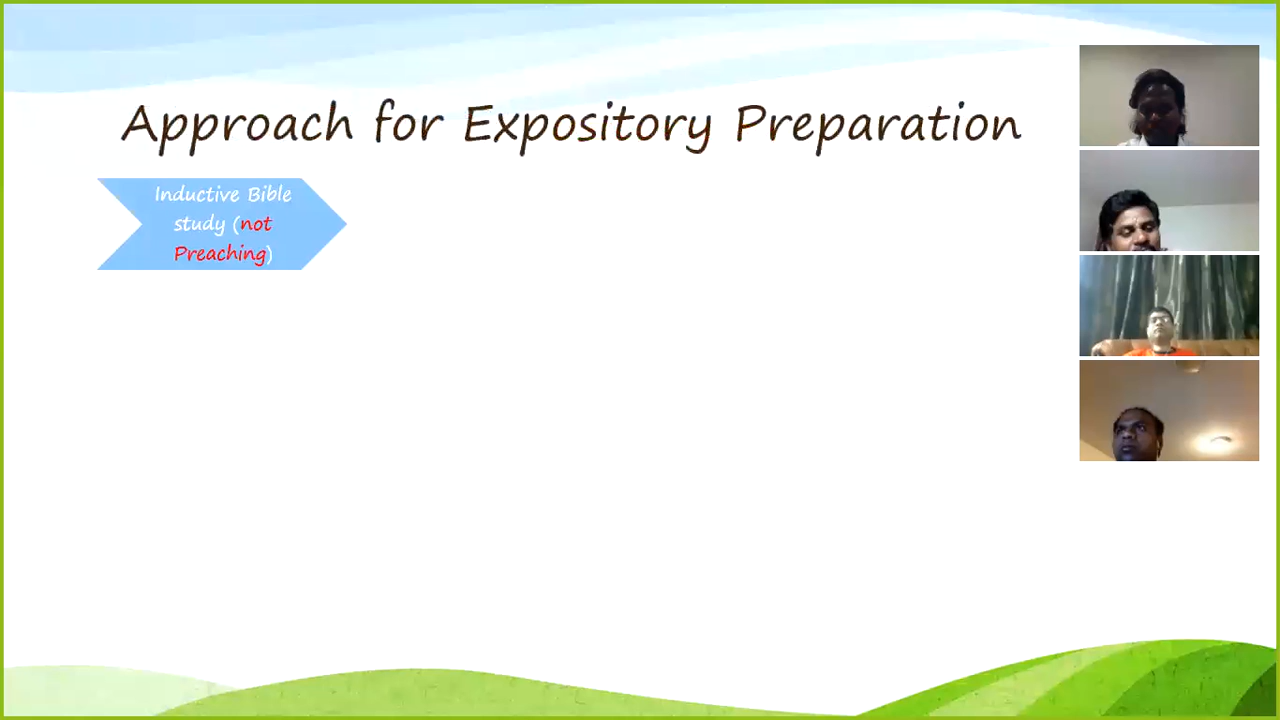 Approach for Expository Preparation
Inductive Bible
study (not
Preaching)